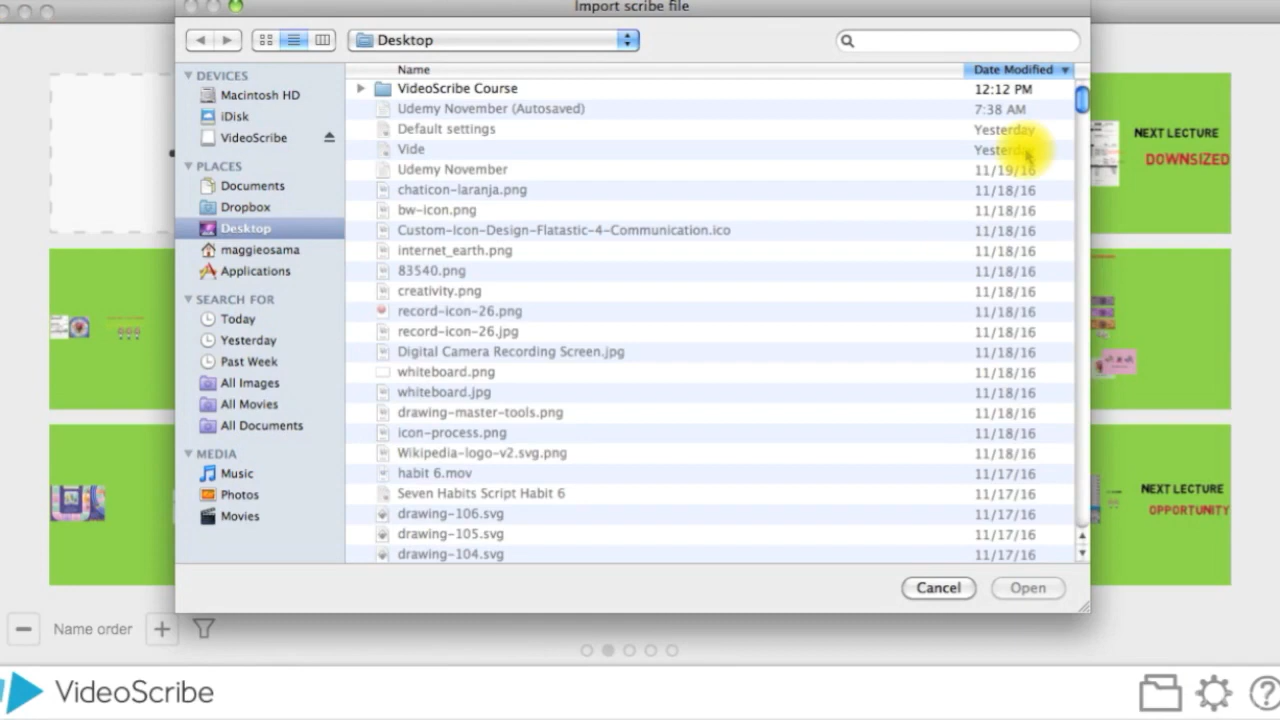 Import scribe file
Desktop
DEVICES
Macintosh HD
iDisk
VideoScribe
PLACES
Documents
Dropbox
Desktop
maggieosama
Applications
SEARCH FOR
Today
Yesterday
Past Week
All Images
All Movies
All Documents
MEDIA
Music
Photos
Movies
Name Date Modified
VideoScribe Course 12:12 PM
Udemy November (Autosaved) 7:38 AM
Default settings Yesterday
Vide Yesterday
Udemy November 11/19/16
chaticon-laranja.png 11/18/16
bw-icon.png 11/18/16
Custom-Icon-Design-Flatastic-4-Communication.ico 11/18/16
internet_earth.png 11/18/16
83540.png 11/18/16
creativity.png 11/18/16
record-icon-26.png 11/18/16
record-icon-26.jpg 11/18/16
Digital Camera Recording Screen.jpg 11/18/16
whiteboard.png 11/18/16
whiteboard.jpg 11/18/16
drawing-master-tools.png 11/18/16
icon-process.png 11/18/16
Wikipedia-logo-v2.svg.png 11/18/16
habit 6.mov 11/17/16
Seven Habits Script Habit 6 11/17/16
drawing-106.svg 11/17/16
drawing-105.svg 11/17/16
drawing-104.svg 11/17/16
Cancel
Open
NEXT LECTURE
DOWNSIZED
NEXT LECTURE
OPPORTUNITY
Name order
VideoScribe